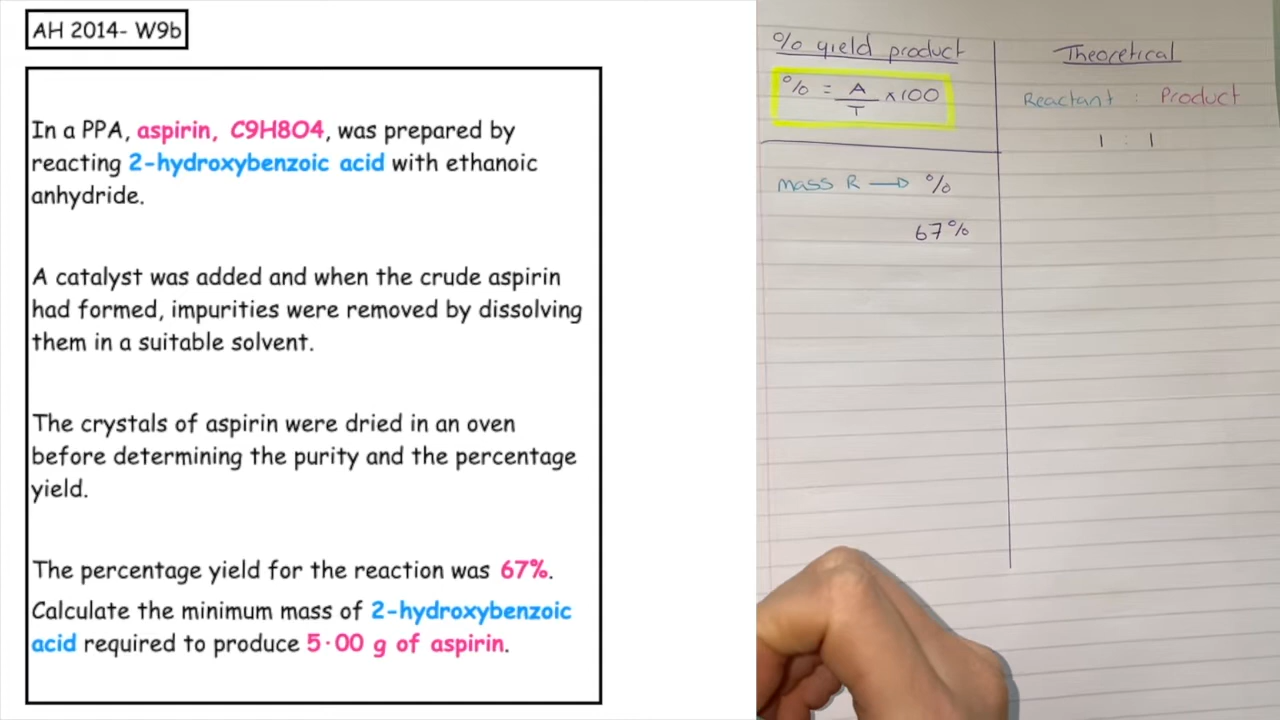 AH 2014- W9b
In a PPA, aspirin, C9H8O4, was prepared by
reacting 2-hydroxybenzoic acid with ethanoic
anhydride.
A catalyst was added and when the crude aspirin
had formed, impurities were removed by dissolving
them in a suitable solvent.
The crystals of aspirin were dried in an oven
before determining the purity and the percentage
yield.
The percentage yield for the reaction was 67%.
Calculate the minimum mass of 2-hydroxybenzoic
acid required to produce 5·00 g of aspirin.
% yield product
% = A/T x100
mass R → %
67%
Theoretical
Reactant : Product
1 : 1